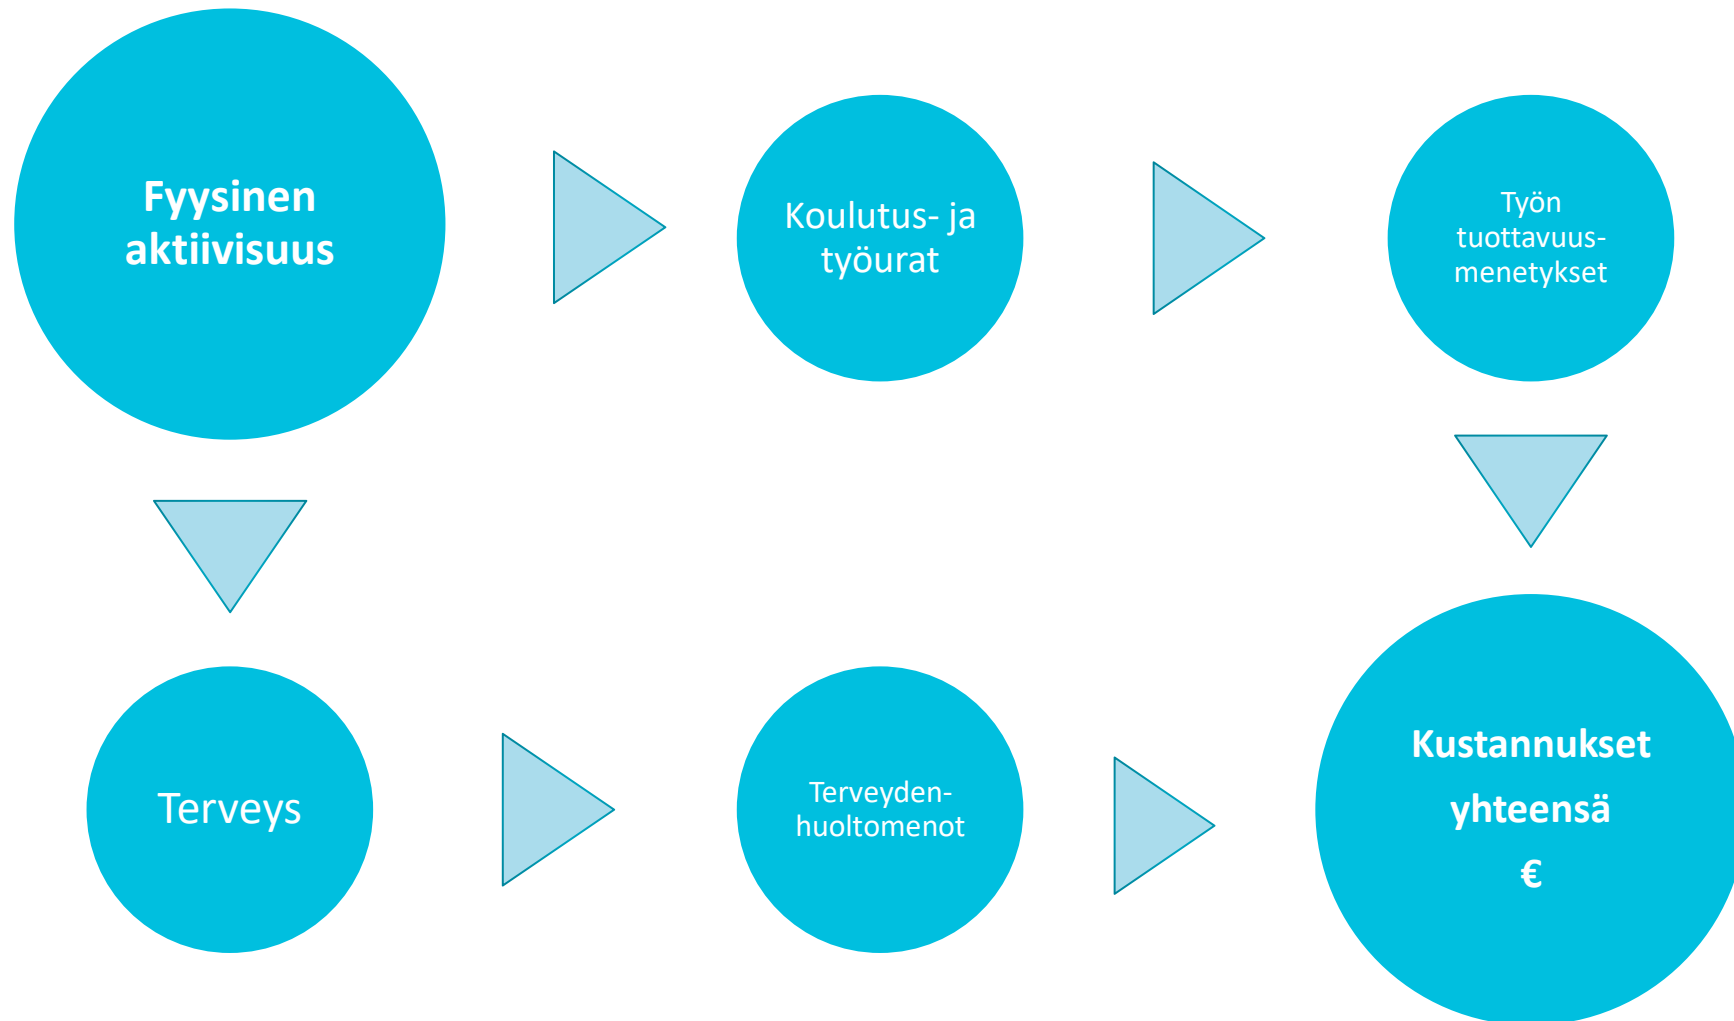 Fyysinen
aktiivisuus
Koulutus- ja
työurat
Työn
tuottavuus-
menetykset
Terveys
Terveyden-
huoltomenot
Kustannukset
yhteensä
€